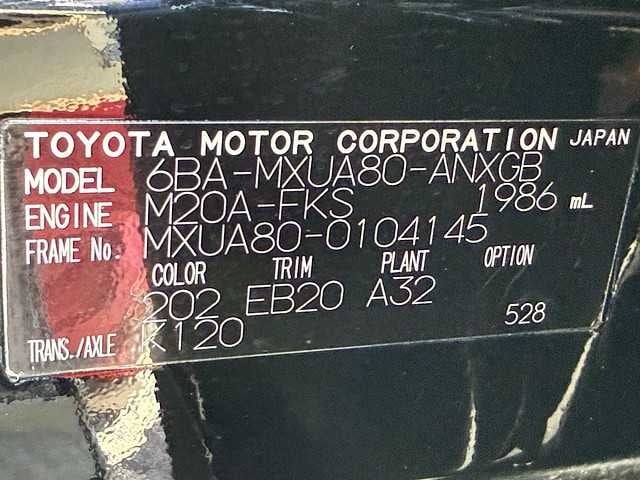 TOYOTA MOTOR CORPORATION JAPAN
MODEL 6BA-MXUA80-ANXGB
ENGINE M20A-FKS 1986 mL
FRAME No. MXUA80-0104145
COLOR TRIM PLANT OPTION
202 EB20 A32
TRANS./AXLE K120 528